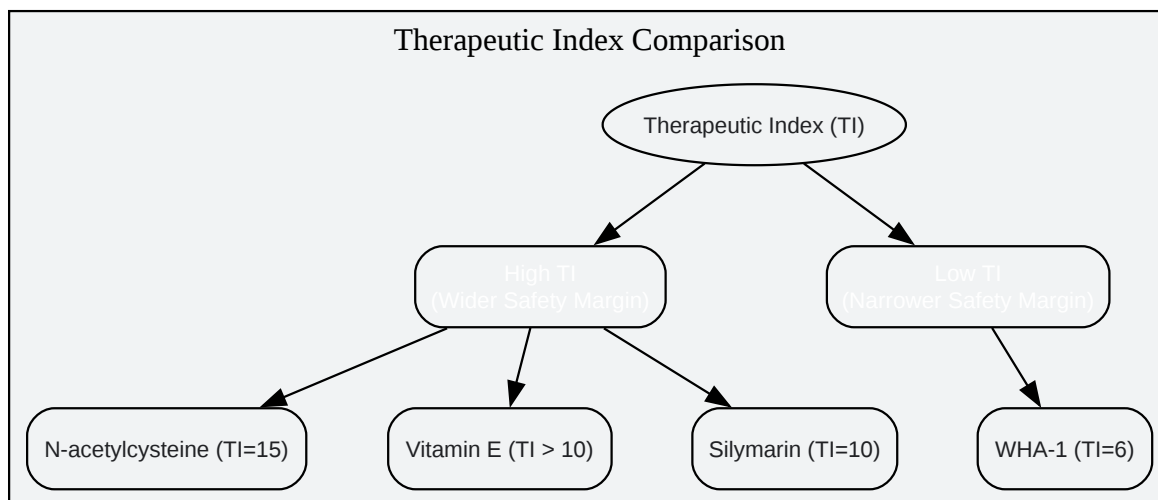 Therapeutic Index Comparison
Therapeutic Index (TI)
High TI
(Wider Safety Margin)
Low TI
(Narrower Safety Margin)
N-acetylcysteine (TI=15)
Vitamin E (TI > 10)
Silymarin (TI=10)
WHA-1 (TI=6)